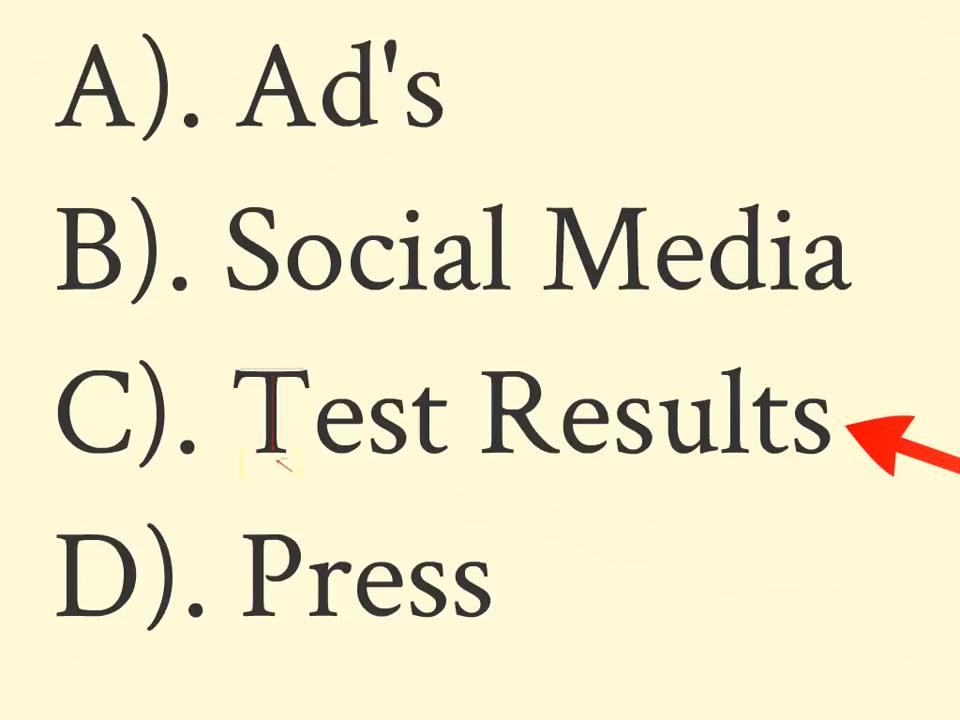 A). Ad's
B). Social Media
C). Test Results
D). Press